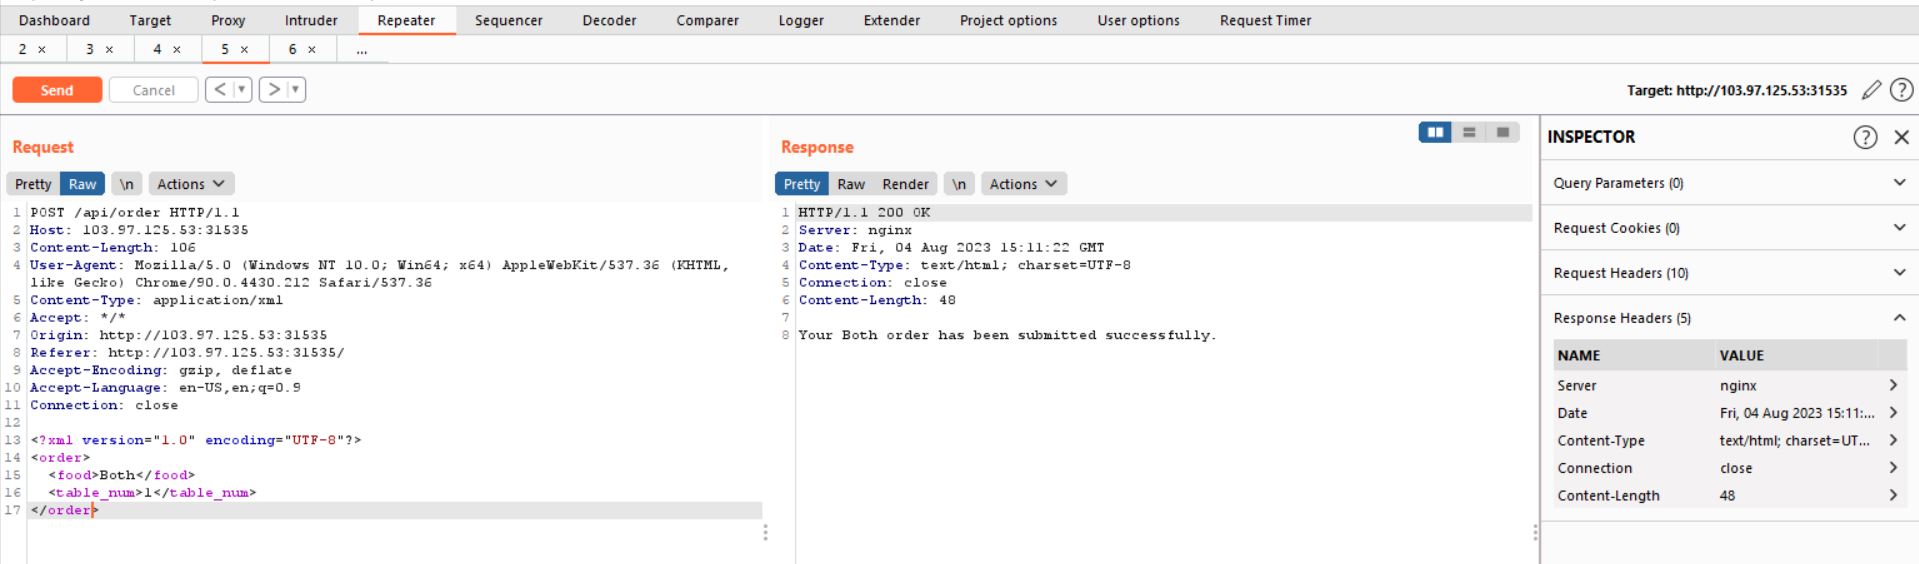 Dashboard Target Proxy Intruder Repeater Sequencer Decoder Comparer Logger Extender Project options User options Request Timer
2 × 3 × 4 × 5 × 6 × ...
Send Cancel < ▼ > ▼ Target: http://103.97.125.53:31535 ?
Request
Pretty Raw \n Actions
1 POST /api/order HTTP/1.1
2 Host: 103.97.125.53:31535
3 Content-Length: 106
4 User-Agent: Mozilla/5.0 (Windows NT 10.0; Win64; x64) AppleWebKit/537.36 (KHTML,
like Gecko) Chrome/90.0.4430.212 Safari/537.36
5 Content-Type: application/xml
6 Accept: */*
7 Origin: http://103.97.125.53:31535
8 Referer: http://103.97.125.53:31535/
9 Accept-Encoding: gzip, deflate
10 Accept-Language: en-US,en;q=0.9
11 Connection: close
12
13 <?xml version="1.0" encoding="UTF-8"?>
14 <order>
15 <food>Both</food>
16 <table_num>1</table_num>
17 </order>
Response
Pretty Raw Render \n Actions
1 HTTP/1.1 200 OK
2 Server: nginx
3 Date: Fri, 04 Aug 2023 15:11:22 GMT
4 Content-Type: text/html; charset=UTF-8
5 Connection: close
6 Content-Length: 48
7
8 Your Both order has been submitted successfully.
INSPECTOR ? ×
Query Parameters (0)
Request Cookies (0)
Request Headers (10)
Response Headers (5)
NAME VALUE
Server nginx
Date Fri, 04 Aug 2023 15:11:...
Content-Type text/html; charset=UT...
Connection close
Content-Length 48